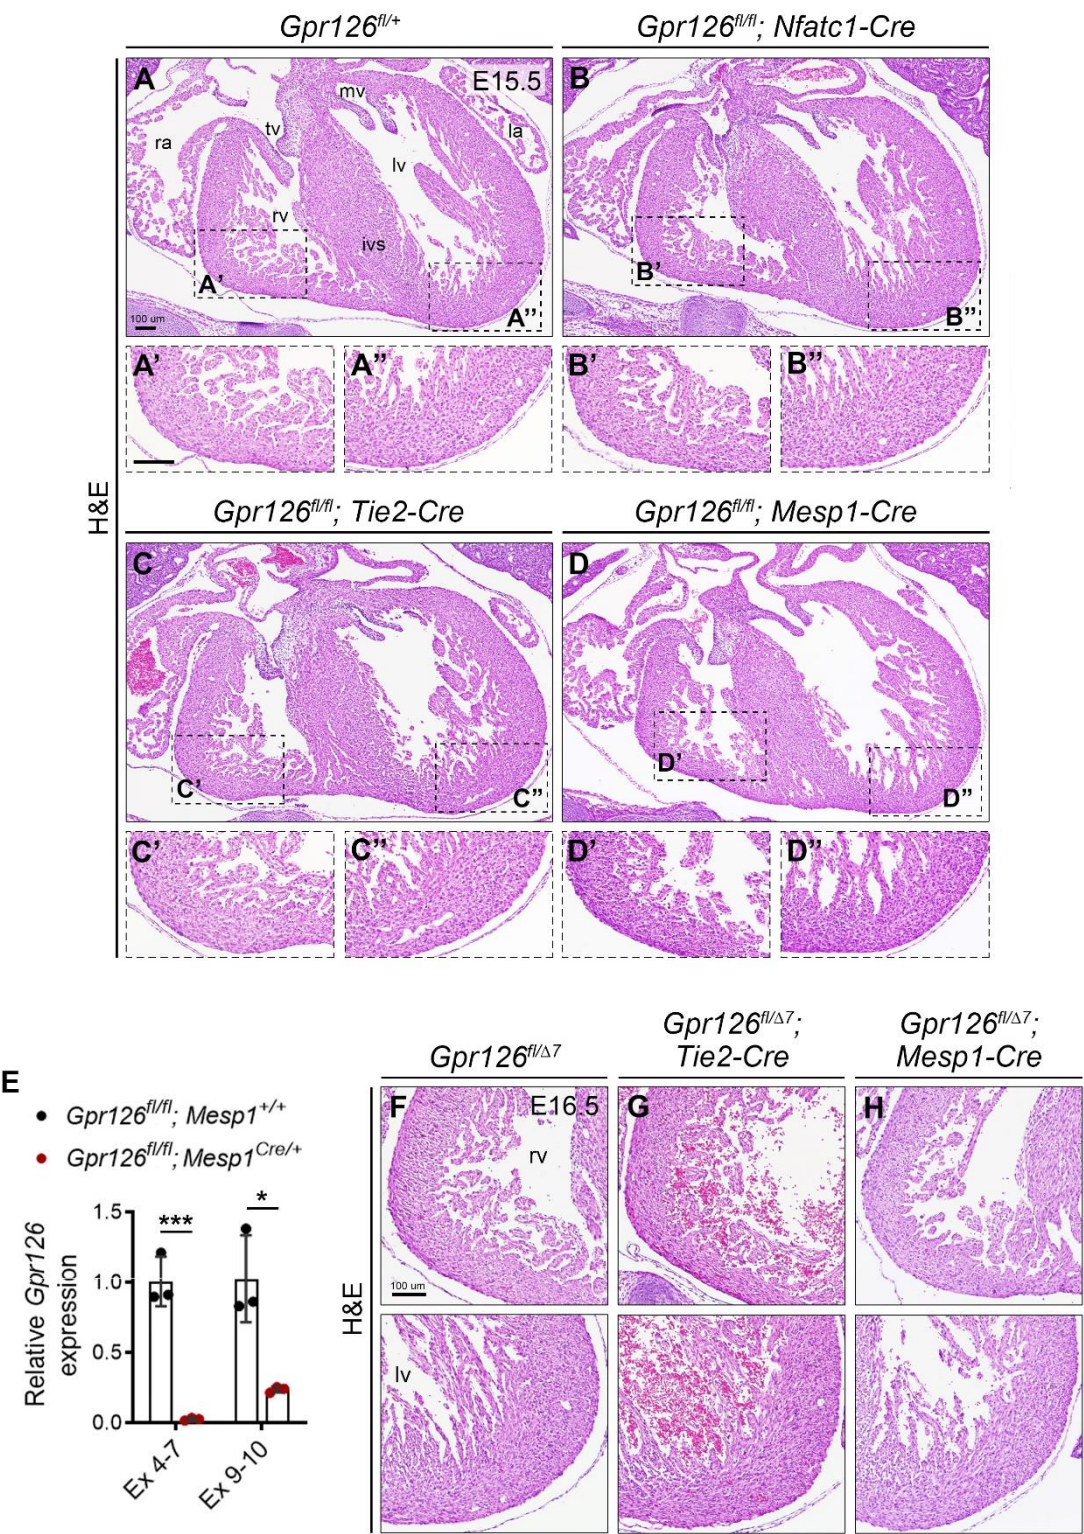 Gpr126fl/+
Gpr126fl/fl; Nfatc1-Cre
H&E
A
E15.5
mv
la
tv
ra
lv
rv
ivs
A’
A’’
100 um
B
B’
B’’
A’
A’’
B’
B’’
Gpr126fl/fl; Tie2-Cre
Gpr126fl/fl; Mesp1-Cre
C
C’
C’’
D
D’
D’’
C’
C’’
D’
D’’
E
Gpr126fl/fl; Mesp1+/+
Gpr126fl/fl; Mesp1Cre/+
Relative Gpr126
expression
1.5
1.0
0.5
0.0
***
*
Ex 4-7
Ex 9-10
Gpr126fl/Δ7
Gpr126fl/Δ7;
Tie2-Cre
Gpr126fl/Δ7;
Mesp1-Cre
H&E
F
E16.5
rv
100 um
G
H
lv